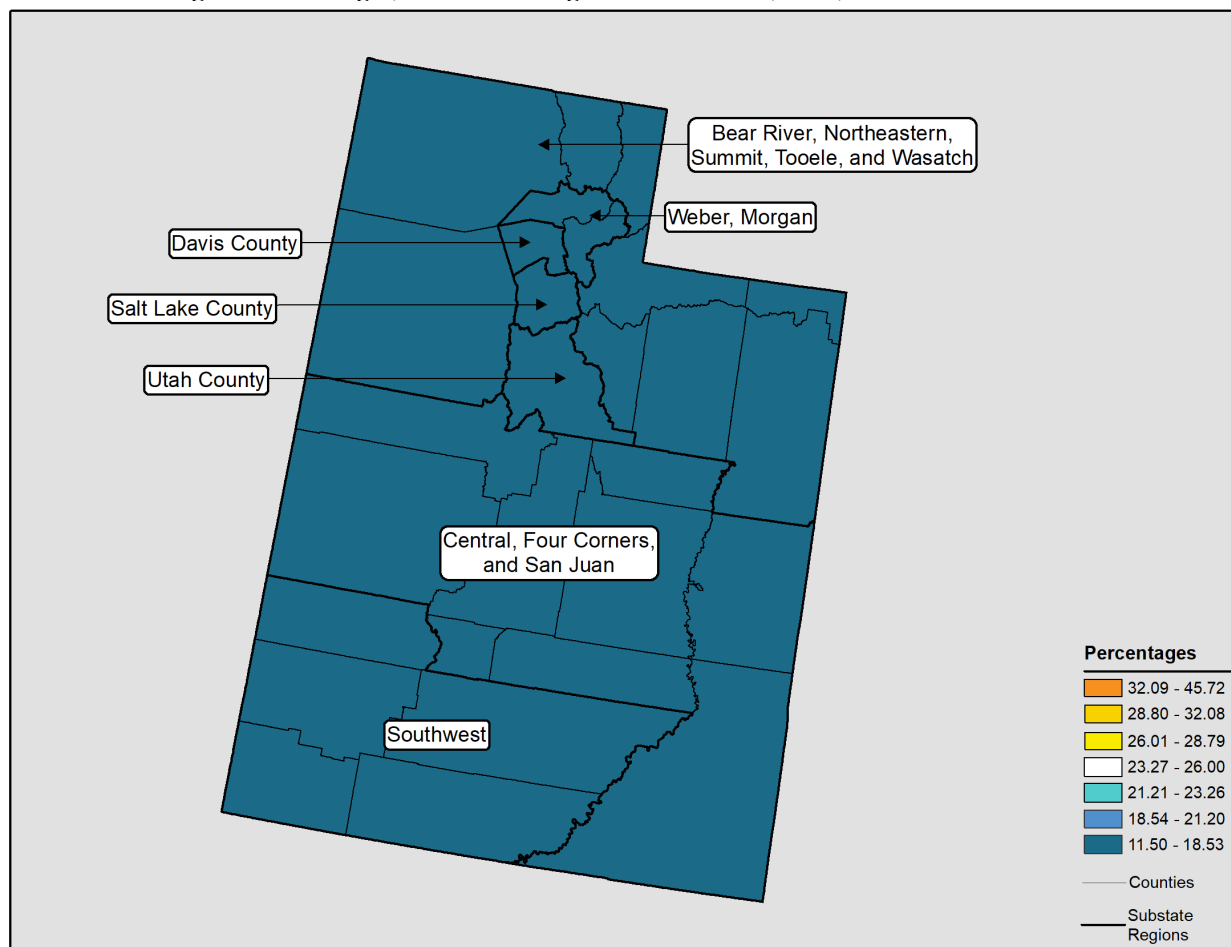 Bear River, Northeastern,
Summit, Tooele, and Wasatch
Weber, Morgan
Davis County
Salt Lake County
Utah County
Central, Four Corners,
and San Juan
Southwest
Percentages
32.09 - 45.72
28.80 - 32.08
26.01 - 28.79
23.27 - 26.00
21.21 - 23.26
18.54 - 21.20
11.50 - 18.53
Counties
Substate
Regions